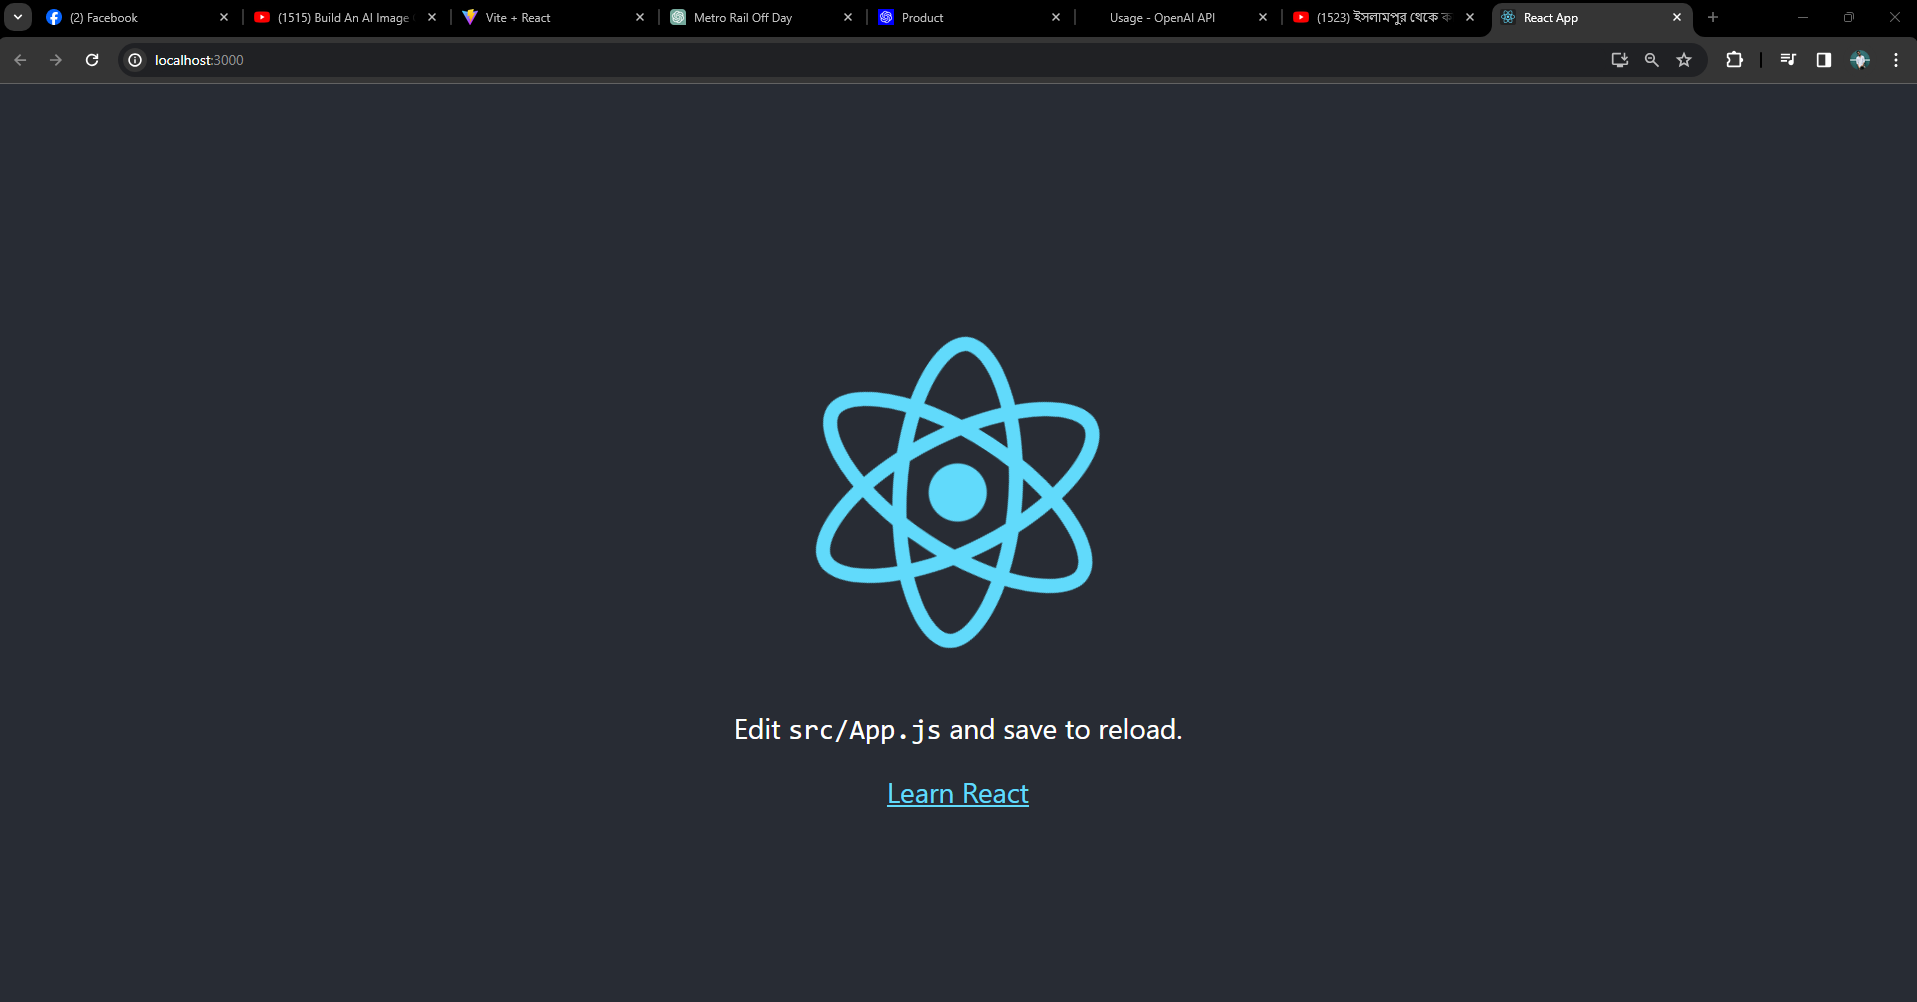 (2) Facebook
(1515) Build An AI Image
Vite + React
Metro Rail Off Day
Product
Usage - OpenAI API
(1523) ইসলামপুর থেকে ক
React App
localhost:3000
Edit src/App.js and save to reload.
Learn React